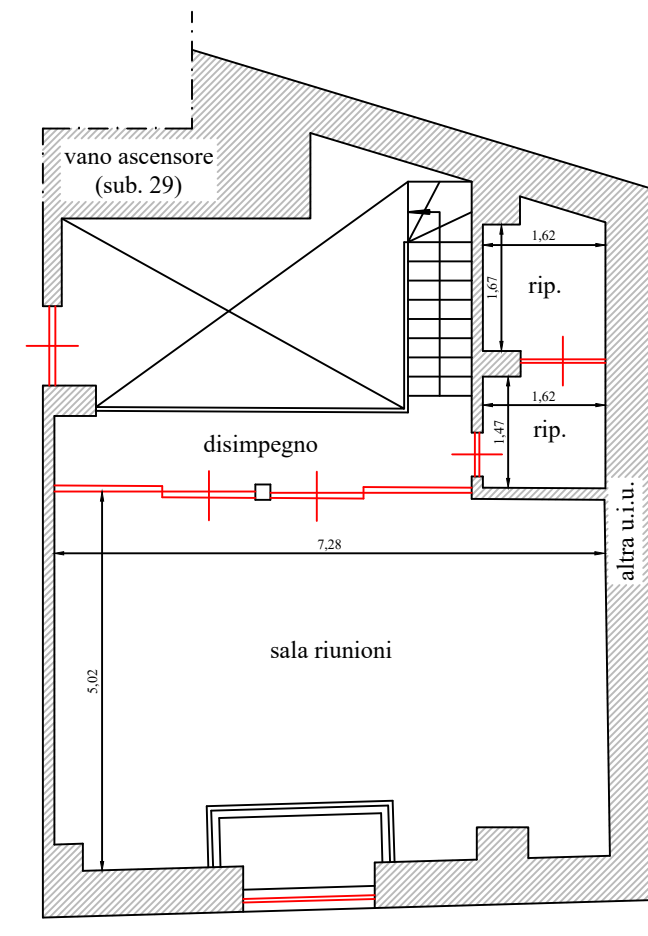 vano ascensore
(sub. 29)
1,62
1,67
rip.
1,62
1,47
rip.
disimpegno
altra u.i.u.
7,28
sala riunioni
5,02